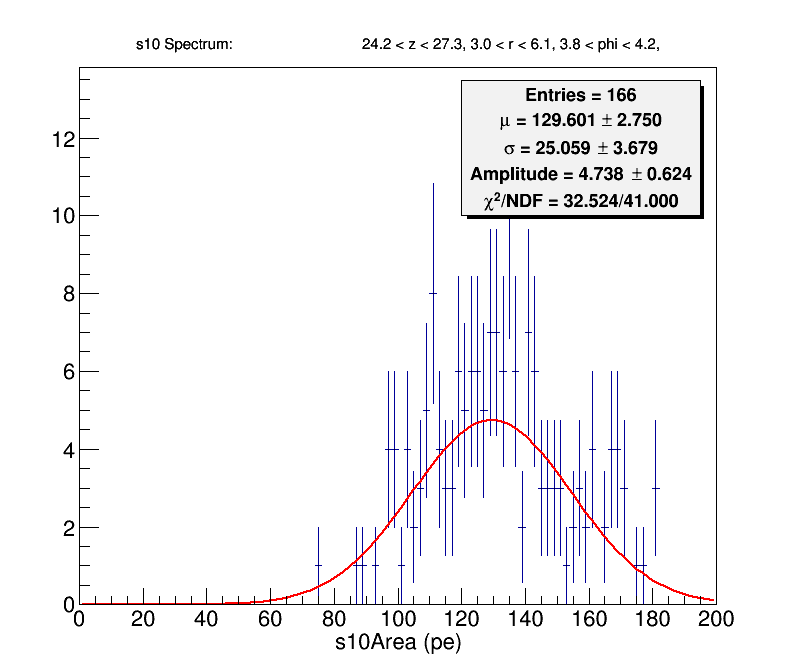 s10 Spectrum: 24.2 < z < 27.3, 3.0 < r < 6.1, 3.8 < phi < 4.2,
Entries = 166
μ = 129.601 ± 2.750
σ = 25.059 ± 3.679
Amplitude = 4.738 ± 0.624
χ²/NDF = 32.524/41.000
12
10
8
6
4
2
0
0 20 40 60 80 100 120 140 160 180 200
s10Area (pe)